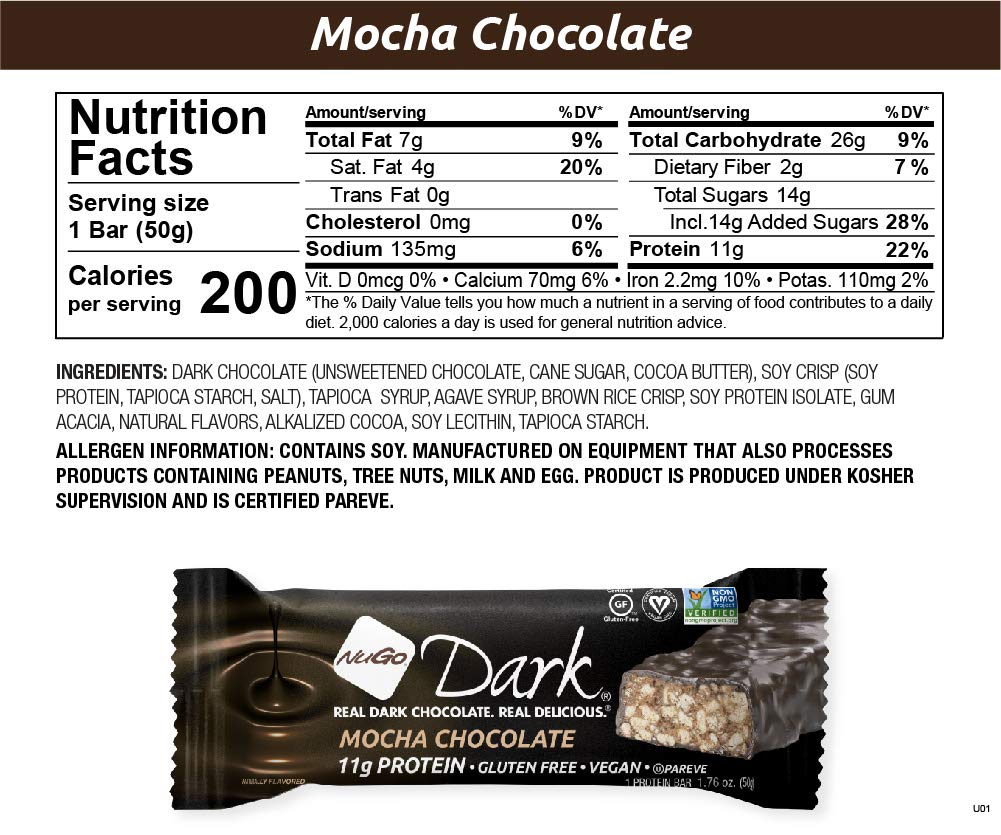 Mocha Chocolate
Nutrition
Facts
Serving size
1 Bar (50g)
Calories
per serving 200
Amount/serving %DV*
Total Fat 7g 9%
Sat. Fat 4g 20%
Trans Fat 0g
Cholesterol 0mg 0%
Sodium 135mg 6%
Amount/serving %DV*
Total Carbohydrate 26g 9%
Dietary Fiber 2g 7%
Total Sugars 14g
Incl.14g Added Sugars 28%
Protein 11g 22%
Vit. D 0mcg 0% • Calcium 70mg 6% • Iron 2.2mg 10% • Potas. 110mg 2%
*The % Daily Value tells you how much a nutrient in a serving of food contributes to a daily
diet. 2,000 calories a day is used for general nutrition advice.
INGREDIENTS: DARK CHOCOLATE (UNSWEETENED CHOCOLATE, CANE SUGAR, COCOA BUTTER), SOY CRISP (SOY
PROTEIN, TAPIOCA STARCH, SALT), TAPIOCA SYRUP, AGAVE SYRUP, BROWN RICE CRISP, SOY PROTEIN ISOLATE, GUM
ACACIA, NATURAL FLAVORS, ALKALIZED COCOA, SOY LECITHIN, TAPIOCA STARCH.
ALLERGEN INFORMATION: CONTAINS SOY. MANUFACTURED ON EQUIPMENT THAT ALSO PROCESSES
PRODUCTS CONTAINING PEANUTS, TREE NUTS, MILK AND EGG. PRODUCT IS PRODUCED UNDER KOSHER
SUPERVISION AND IS CERTIFIED PAREVE.
Certified
GF
Gluten-Free
V
NON
GMO
Project
VERIFIED
nongmoproject.org
NuGo
Dark®
REAL DARK CHOCOLATE. REAL DELICIOUS.®
MOCHA CHOCOLATE
11g PROTEIN • GLUTEN FREE • VEGAN • ⓊPAREVE
NATURALLY FLAVORED
1 PROTEIN BAR 1.76 oz. (50g)
U01